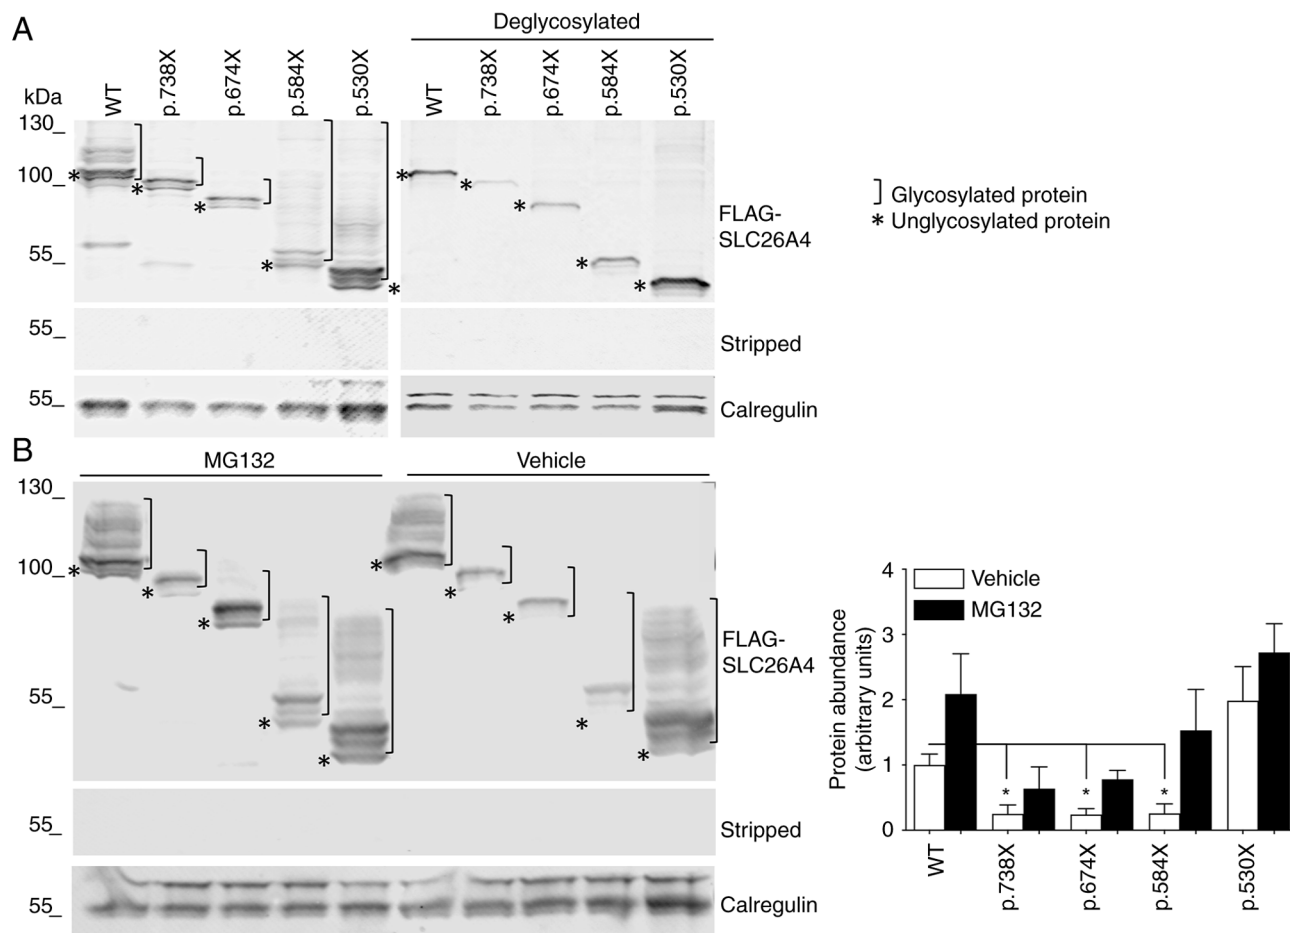 A
Deglycosylated
kDa
WT
p.738X
p.674X
p.584X
p.530X
WT
p.738X
p.674X
p.584X
p.530X
130_
100_
55_
* * * * *
* * * * *
FLAG-
SLC26A4
] Glycosylated protein
* Unglycosylated protein
55_
Stripped
55_
Calregulin
B
MG132
Vehicle
130_
100_
55_
* * * * *
* * * * *
FLAG-
SLC26A4
55_
Stripped
55_
Calregulin
Protein abundance
(arbitrary units)
4
3
2
1
0
Vehicle
MG132
* * *
WT
p.738X
p.674X
p.584X
p.530X